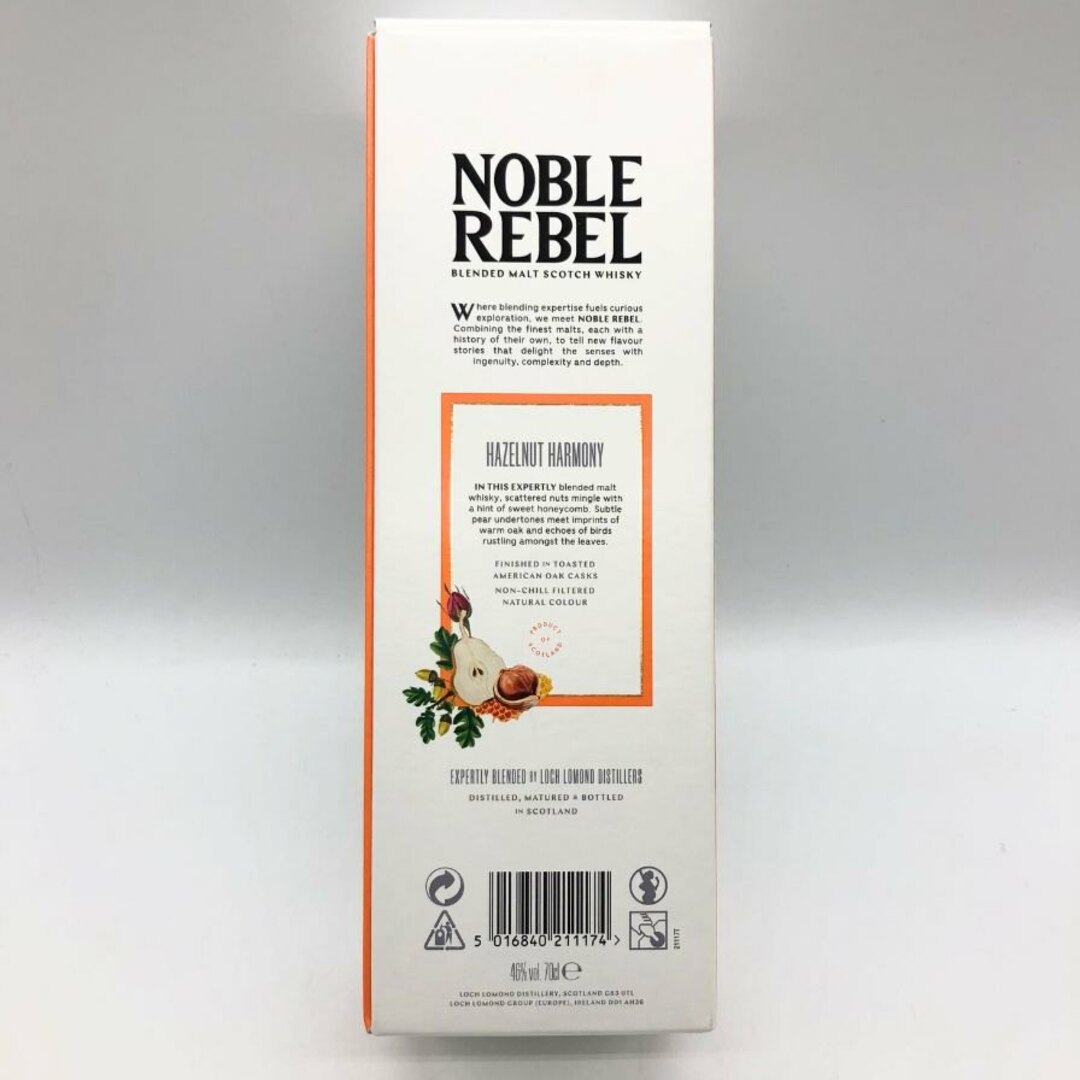 NOBLE
REBEL
BLENDED MALT SCOTCH WHISKY
Where blending expertise fuels curious
exploration, we meet NOBLE REBEL.
Combining the finest malts, each with a
history of their own, to tell new flavour
stories that delight the senses with
ingenuity, complexity and depth.
HAZELNUT HARMONY
IN THIS EXPERTLY blended malt
whisky, scattered nuts mingle with
a hint of sweet honeycomb. Subtle
pear undertones meet imprints of
warm oak and echoes of birds
rustling amongst the leaves.
FINISHED IN TOASTED
AMERICAN OAK CASKS
NON-CHILL FILTERED
NATURAL COLOUR
PRODUCT
OF
SCOTLAND
EXPERTLY BLENDED BY LOCH LOMOND DISTILLERS
DISTILLED, MATURED & BOTTLED
IN SCOTLAND
5 016840 211174 >
21117T
46% vol. 70cl e
LOCH LOMOND DISTILLERY, SCOTLAND G83 0TL
LOCH LOMOND GROUP (EUROPE), IRELAND D01 AH26